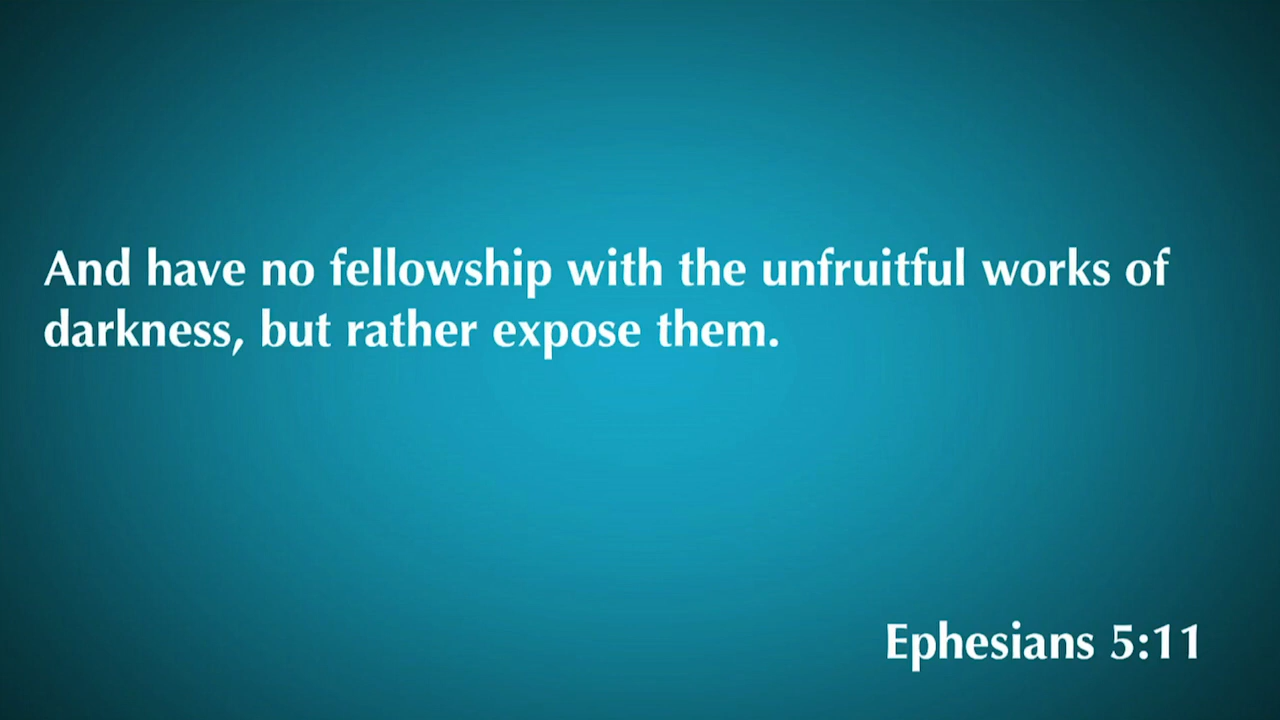 And have no fellowship with the unfruitful works of
darkness, but rather expose them.
Ephesians 5:11